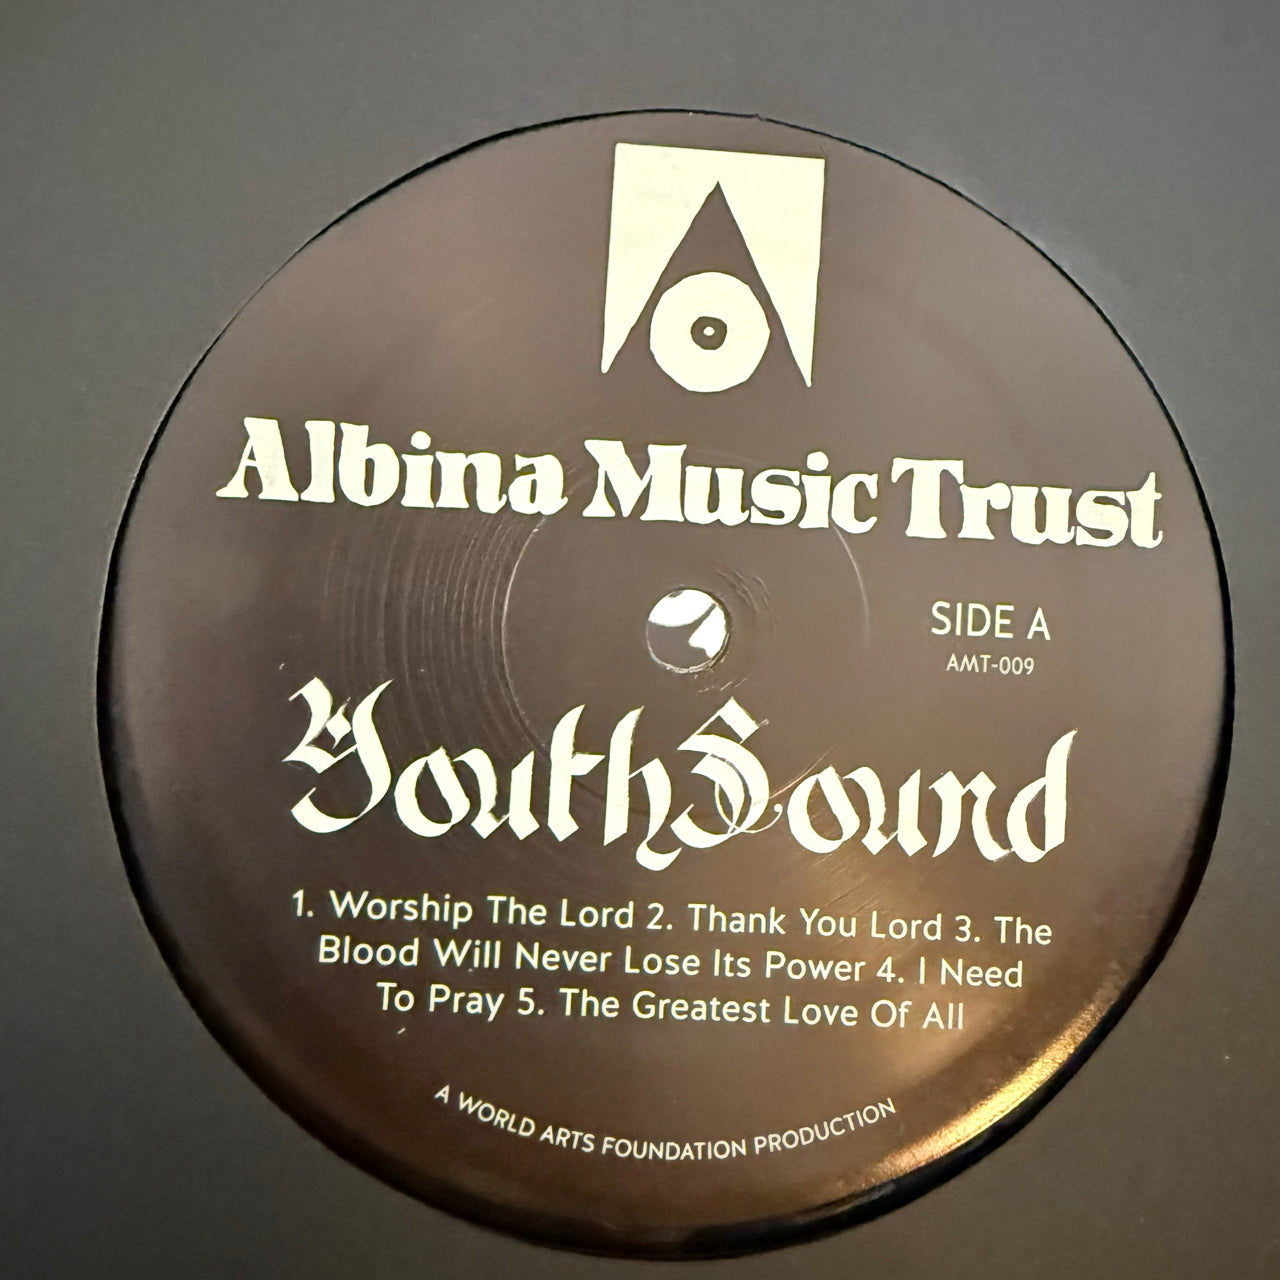 Albina Music Trust
SIDE A
AMT-009
YouthSound
1. Worship The Lord 2. Thank You Lord 3. The
Blood Will Never Lose Its Power 4. I Need
To Pray 5. The Greatest Love Of All
A WORLD ARTS FOUNDATION PRODUCTION